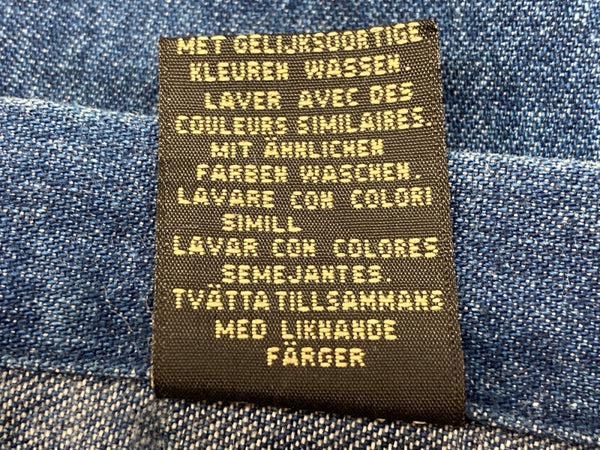 MET GELIJKSOORTIGE
KLEUREN WASSEN.
LAVER AVEC DES
COULEURS SIMILAIRES.
MIT ÄHNLICHEN
FARBEN WASCHEN.
LAVARE CON COLORI
SIMILL
LAVAR CON COLORES
SEMEJANTES.
TVÄTTA TILLSAMMANS
MED LIKNANDE
FÄRGER